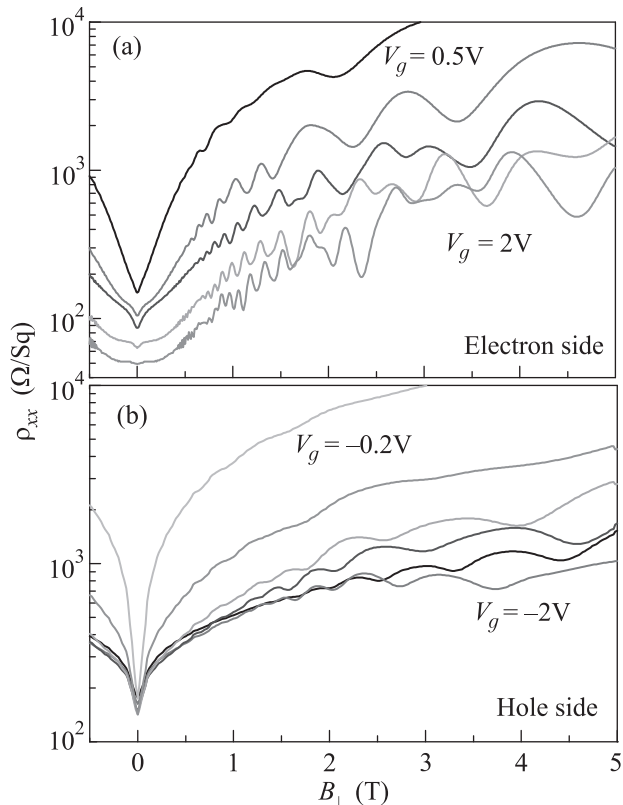 (a)
V_g = 0.5V
V_g = 2V
Electron side
10^4
10^3
10^2
ρ_xx (Ω/Sq)
(b)
V_g = –0.2V
V_g = –2V
Hole side
10^4
10^3
10^2
0 1 2 3 4 5
B_⊥ (T)